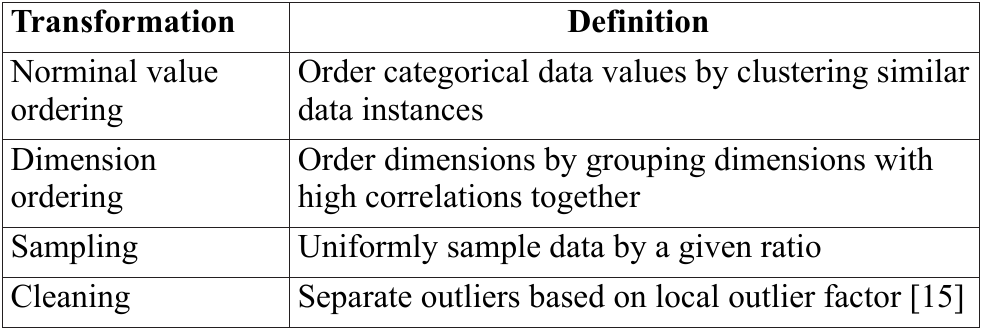 Transformation Definition
Norminal value Order categorical data values by clustering similar
ordering data instances
Dimension Order dimensions by grouping dimensions with
ordering high correlations together
Sampling Uniformly sample data by a given ratio
Cleaning Separate outliers based on local outlier factor [15]